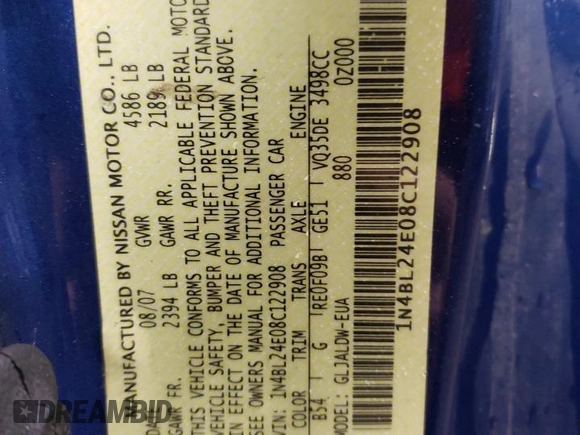 MANUFACTURED BY NISSAN MOTOR CO., LTD.
08/07 GVWR 4586 LB
GAWR FR. 2394 LB GAWR RR. 2189 LB
THIS VEHICLE CONFORMS TO ALL APPLICABLE FEDERAL MOTO
VEHICLE SAFETY, BUMPER AND THEFT PREVENTION STANDARD
IN EFFECT ON THE DATE OF MANUFACTURE SHOWN ABOVE.
SEE OWNERS MANUAL FOR ADDITIONAL INFORMATION.
VIN: 1N4BL24E08C122908 PASSENGER CAR
COLOR TRIM TRANS AXLE ENGINE
B54 G RE0F09B GE51 VQ35DE 3498CC
MODEL: GLJALDW-EUA 880 0Z000
1N4BL24E08C122908
DIRECT.CARS